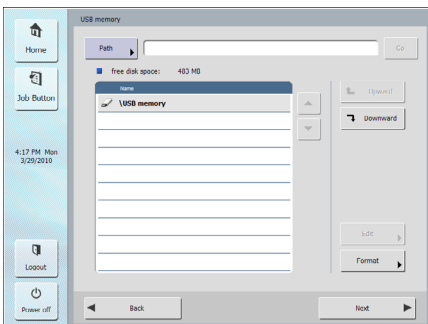 USB memory
Home
Path
Go
free disk space: 483 MB
Name
\USB memory
Upward
Job Button
Downward
4:17 PM Mon
3/29/2010
Edit
Logout
Format
Power off
Back
Next